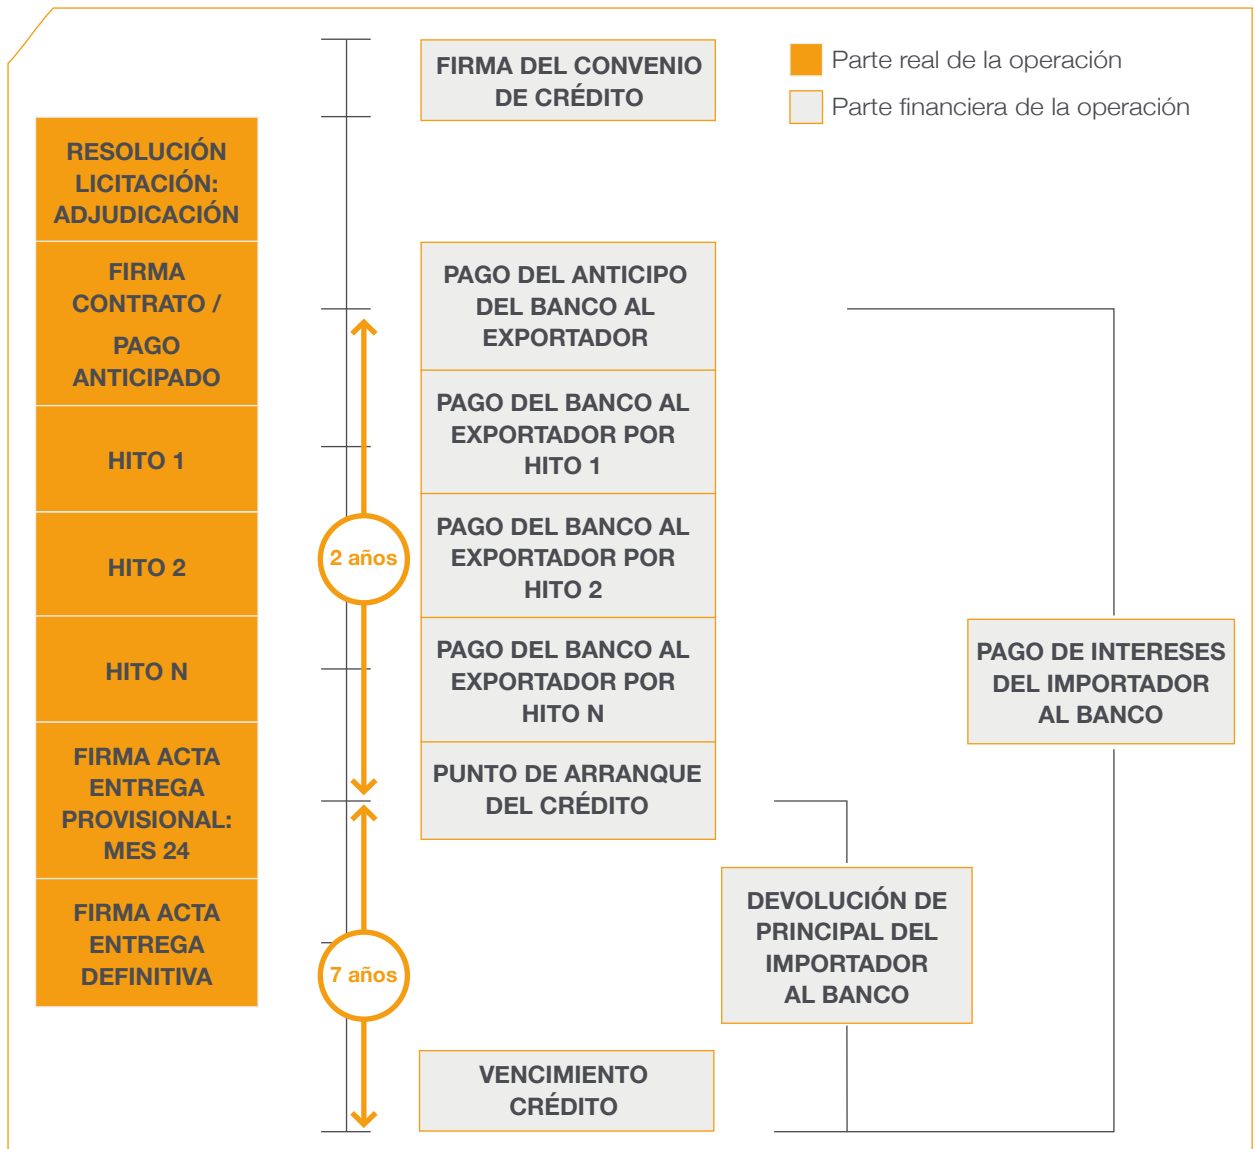 FIRMA DEL CONVENIO
DE CRÉDITO
Parte real de la operación
Parte financiera de la operación
RESOLUCIÓN
LICITACIÓN:
ADJUDICACIÓN
FIRMA
CONTRATO /
PAGO
ANTICIPADO
HITO 1
HITO 2
HITO N
FIRMA ACTA
ENTREGA
PROVISIONAL:
MES 24
FIRMA ACTA
ENTREGA
DEFINITIVA
2 años
7 años
PAGO DEL ANTICIPO
DEL BANCO AL
EXPORTADOR
PAGO DEL BANCO AL
EXPORTADOR POR
HITO 1
PAGO DEL BANCO AL
EXPORTADOR POR
HITO 2
PAGO DEL BANCO AL
EXPORTADOR POR
HITO N
PUNTO DE ARRANQUE
DEL CRÉDITO
VENCIMIENTO
CRÉDITO
DEVOLUCIÓN DE
PRINCIPAL DEL
IMPORTADOR
AL BANCO
PAGO DE INTERESES
DEL IMPORTADOR
AL BANCO